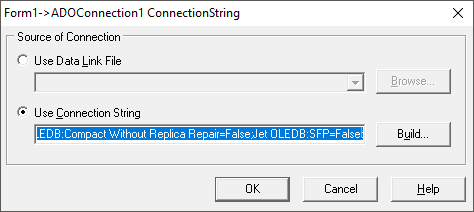 Form1->ADOConnection1 ConnectionString
Source of Connection
Use Data Link File
Browse...
Use Connection String
EDB:Compact Without Replica Repair=False;Jet OLEDB:SFP=False;
Build...
OK
Cancel
Help